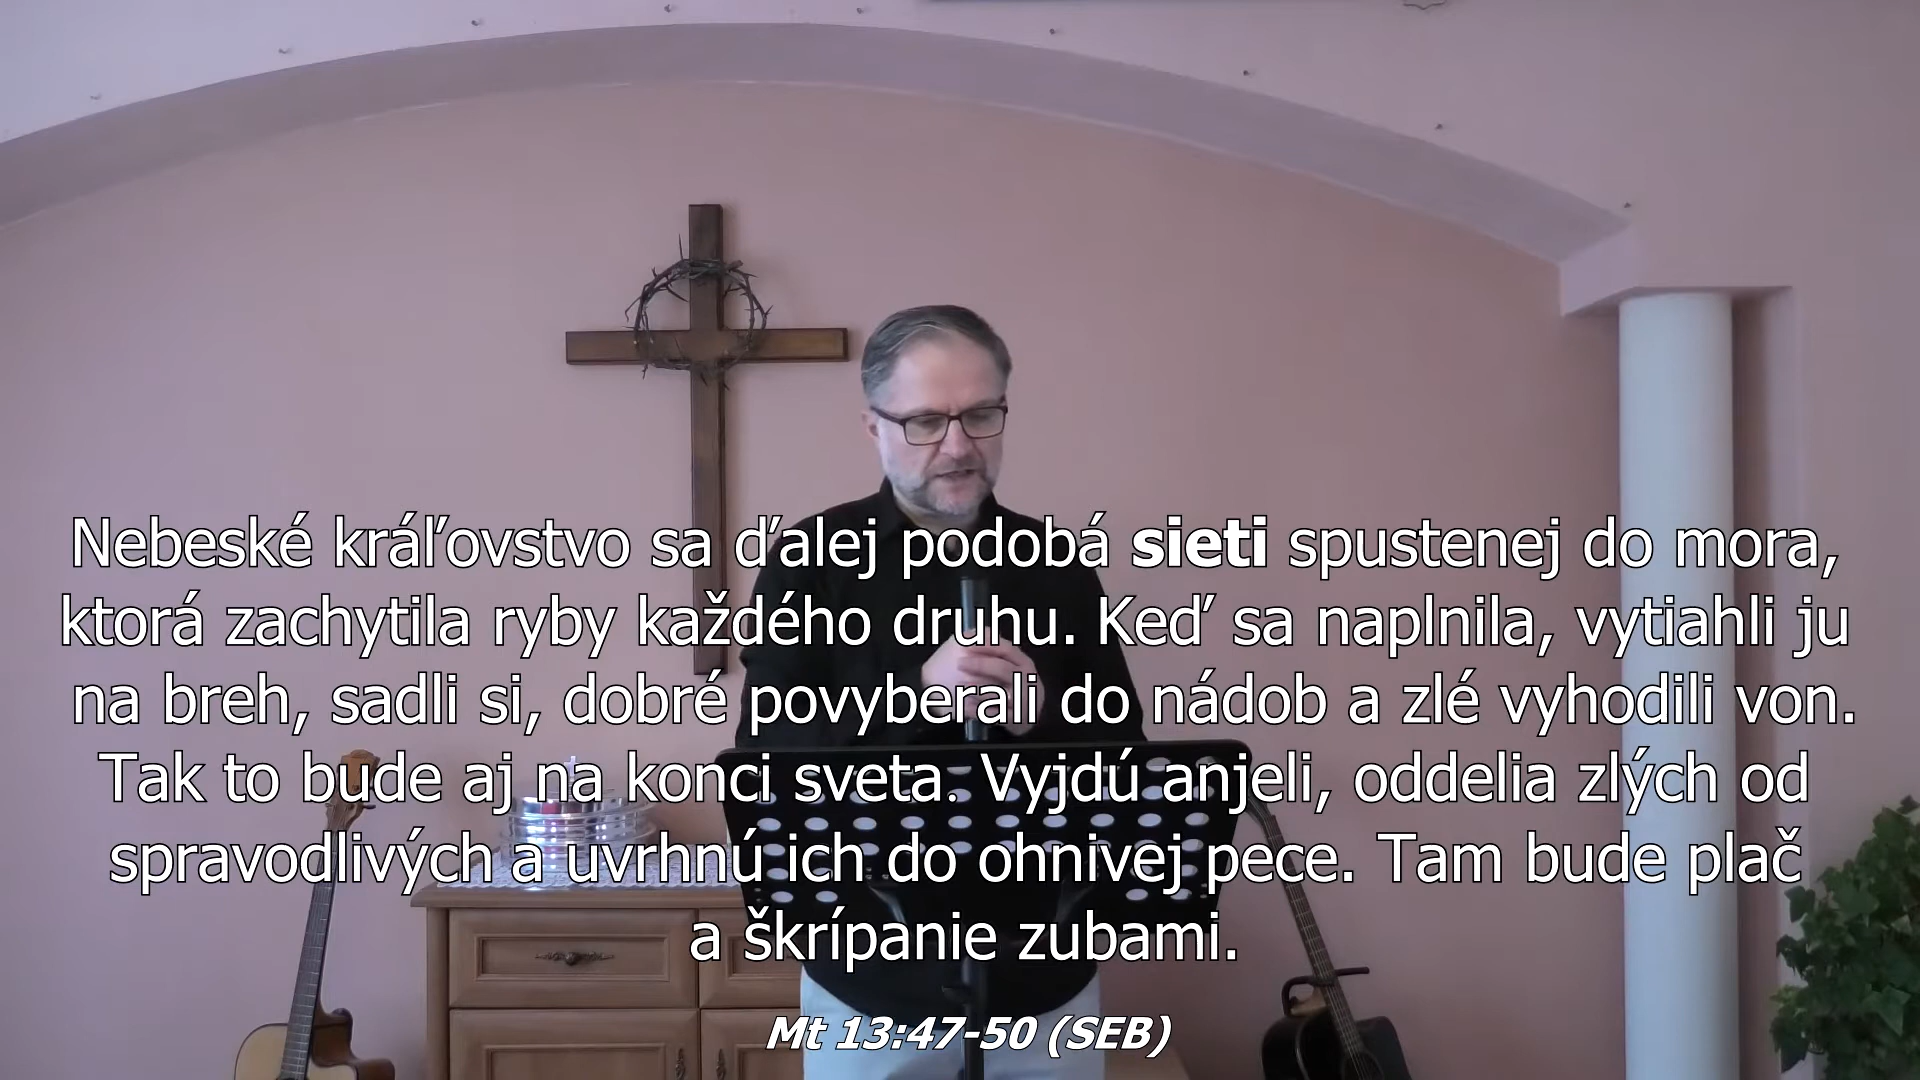 Nebeské kráľovstvo sa ďalej podobá sieti spustenej do mora,
ktorá zachytila ryby každého druhu. Keď sa naplnila, vytiahli ju
na breh, sadli si, dobré povyberali do nádob a zlé vyhodili von.
Tak to bude aj na konci sveta. Vyjdú anjeli, oddelia zlých od
spravodlivých a uvrhnú ich do ohnivej pece. Tam bude plač
a škrípanie zubami.
Mt 13:47-50 (SEB)